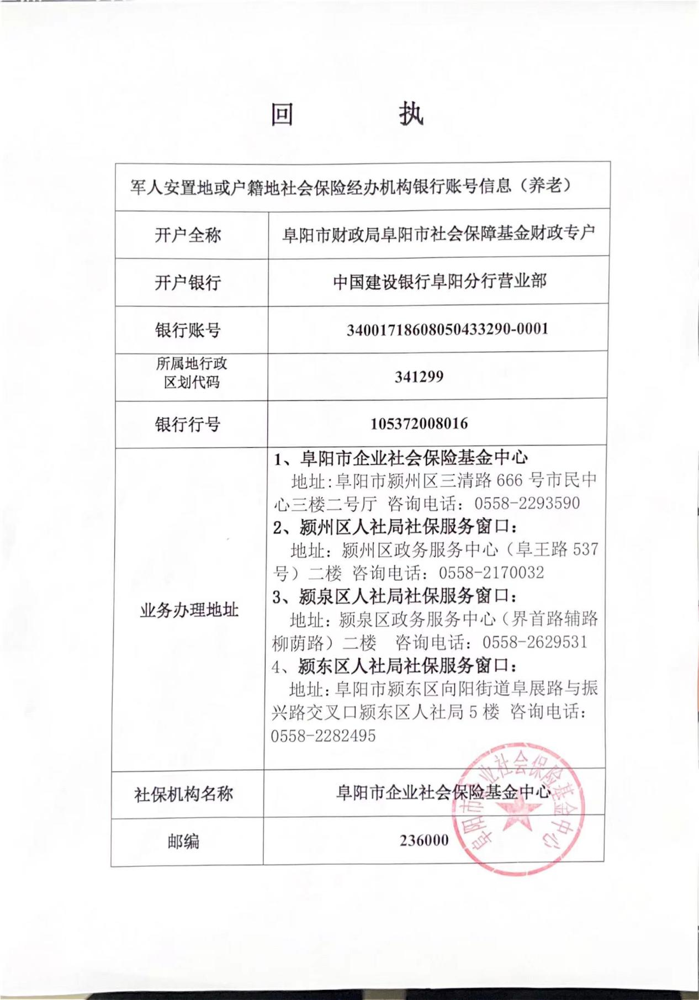 回 执
军人安置地或户籍地社会保险经办机构银行账号信息（养老）
开户全称
阜阳市财政局阜阳市社会保障基金财政专户
开户银行
中国建设银行阜阳分行营业部
银行账号
34001718608050433290-0001
所属地行政
区划代码
341299
银行行号
105372008016
业务办理地址
1、阜阳市企业社会保险基金中心
地址:阜阳市颍州区三清路 666 号市民中
心三楼二号厅 咨询电话：0558-2293590
2、颍州区人社局社保服务窗口：
地址：颍州区政务服务中心（阜王路 537
号）二楼 咨询电话：0558-2170032
3、颍泉区人社局社保服务窗口：
地址：颍泉区政务服务中心（界首路辅路
柳荫路）二楼 咨询电话：0558-2629531
4、颍东区人社局社保服务窗口：
地址:阜阳市颍东区向阳街道阜展路与振
兴路交叉口颍东区人社局 5 楼 咨询电话：
0558-2282495
社保机构名称
阜阳市企业社会保险基金中心
邮编
236000
阜阳市企业社会保险基金中心